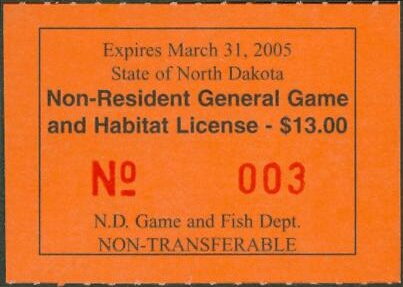 Expires March 31, 2005
State of North Dakota
Non-Resident General Game
and Habitat License - $13.00
Nº 003
N.D. Game and Fish Dept.
NON-TRANSFERABLE